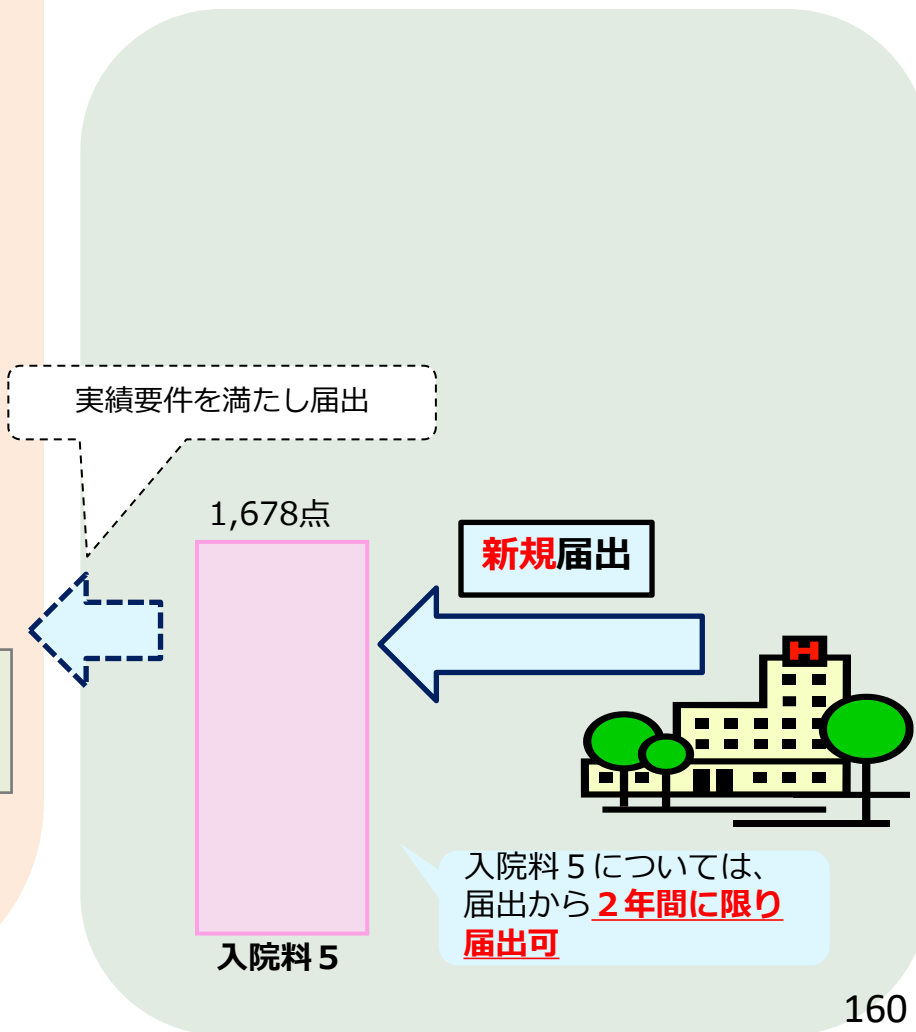 実績要件を満たし届出
1,678点
新規届出
H
入院料５については、
届出から２年間に限り
届出可
入院料５
160